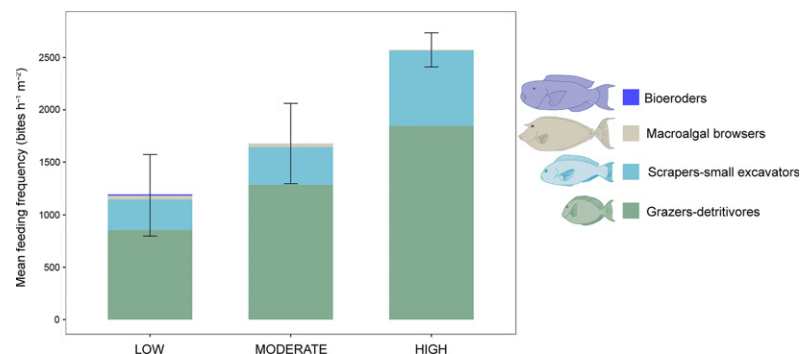 Mean feeding frequency (bites h⁻¹ m⁻²)
2500
2000
1500
1000
500
0
LOW MODERATE HIGH
Bioeroders
Macroalgal browsers
Scrapers-small excavators
Grazers-detritivores